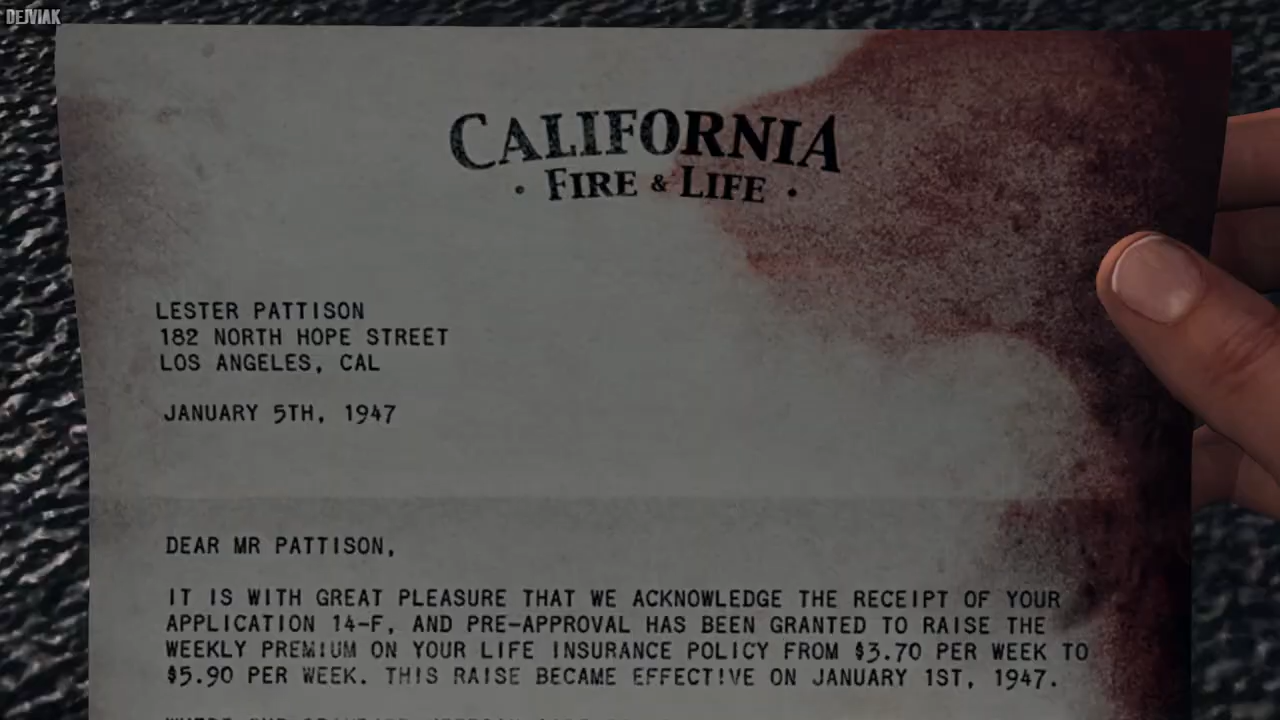 DEJVIAK
CALIFORNIA
• FIRE & LIFE •
LESTER PATTISON
182 NORTH HOPE STREET
LOS ANGELES, CAL
JANUARY 5TH, 1947
DEAR MR PATTISON,
IT IS WITH GREAT PLEASURE THAT WE ACKNOWLEDGE THE RECEIPT OF YOUR
APPLICATION 14-F, AND PRE-APPROVAL HAS BEEN GRANTED TO RAISE THE
WEEKLY PREMIUM ON YOUR LIFE INSURANCE POLICY FROM $3.70 PER WEEK TO
$5.90 PER WEEK. THIS RAISE BECAME EFFECTIVE ON JANUARY 1ST, 1947.